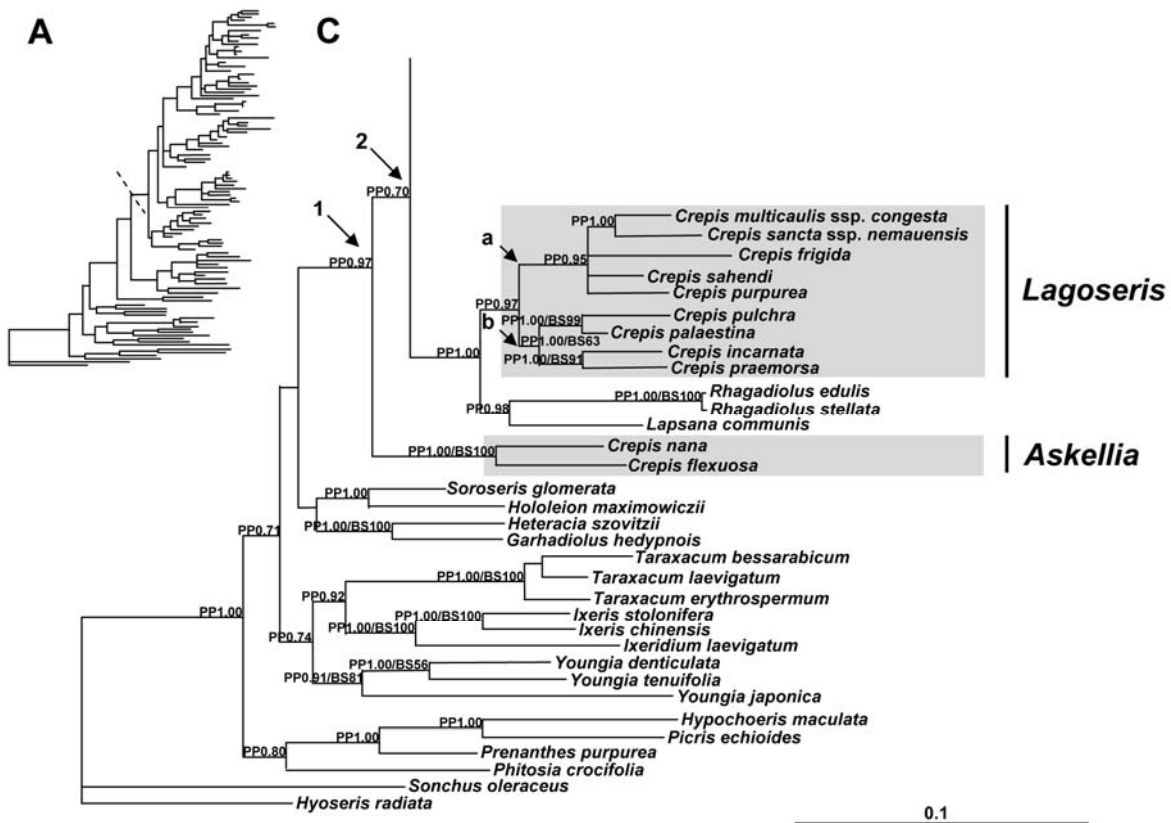 A
C
2
PP0.70
1
PP0.97
a
PP1.00
Crepis multicaulis ssp. congesta
Crepis sancta ssp. nemauensis
PP0.95
Crepis frigida
Crepis sahendi
Crepis purpurea
PP0.97
b
PP1.00/BS99
Crepis pulchra
Crepis palaestina
PP1.00/BS63
PP1.00/BS91
Crepis incarnata
Crepis praemorsa
Lagoseris
PP1.00
PP1.00/BS100
Rhagadiolus edulis
Rhagadiolus stellata
PP0.98
Lapsana communis
PP1.00/BS100
Crepis nana
Crepis flexuosa
Askellia
PP1.00
Soroseris glomerata
Hololeion maximowiczii
PP1.00/BS100
Heteracia szovitzii
Garhadiolus hedypnois
PP0.71
PP1.00/BS100
Taraxacum bessarabicum
Taraxacum laevigatum
Taraxacum erythrospermum
PP0.92
PP1.00/BS100
Ixeris stolonifera
Ixeris chinensis
PP1.00/BS100
Ixeridium laevigatum
PP1.00
PP0.74
PP1.00/BS56
Youngia denticulata
Youngia tenuifolia
PP0.91/BS81
Youngia japonica
PP1.00
Hypochoeris maculata
Picris echioides
PP1.00
Prenanthes purpurea
PP0.80
Phitosia crocifolia
Sonchus oleraceus
Hyoseris radiata
0.1